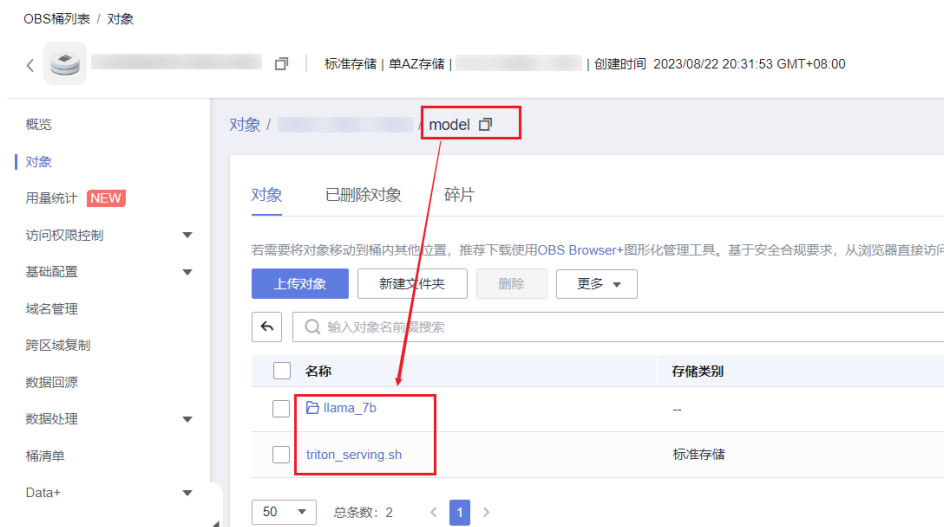 OBS桶列表 / 对象
标准存储 | 单AZ存储 | | 创建时间 2023/08/22 20:31:53 GMT+08:00
概览
对象
用量统计 NEW
访问权限控制
基础配置
域名管理
跨区域复制
数据回源
数据处理
桶清单
Data+
对象 / / model
对象 已删除对象 碎片
若需要将对象移动到桶内其他位置，推荐下载使用OBS Browser+图形化管理工具。基于安全合规要求，从浏览器直接访问
上传对象 新建文件夹 删除 更多
输入对象名前缀搜索
名称 存储类别
llama_7b --
triton_serving.sh 标准存储
50 总条数：2 < 1 >